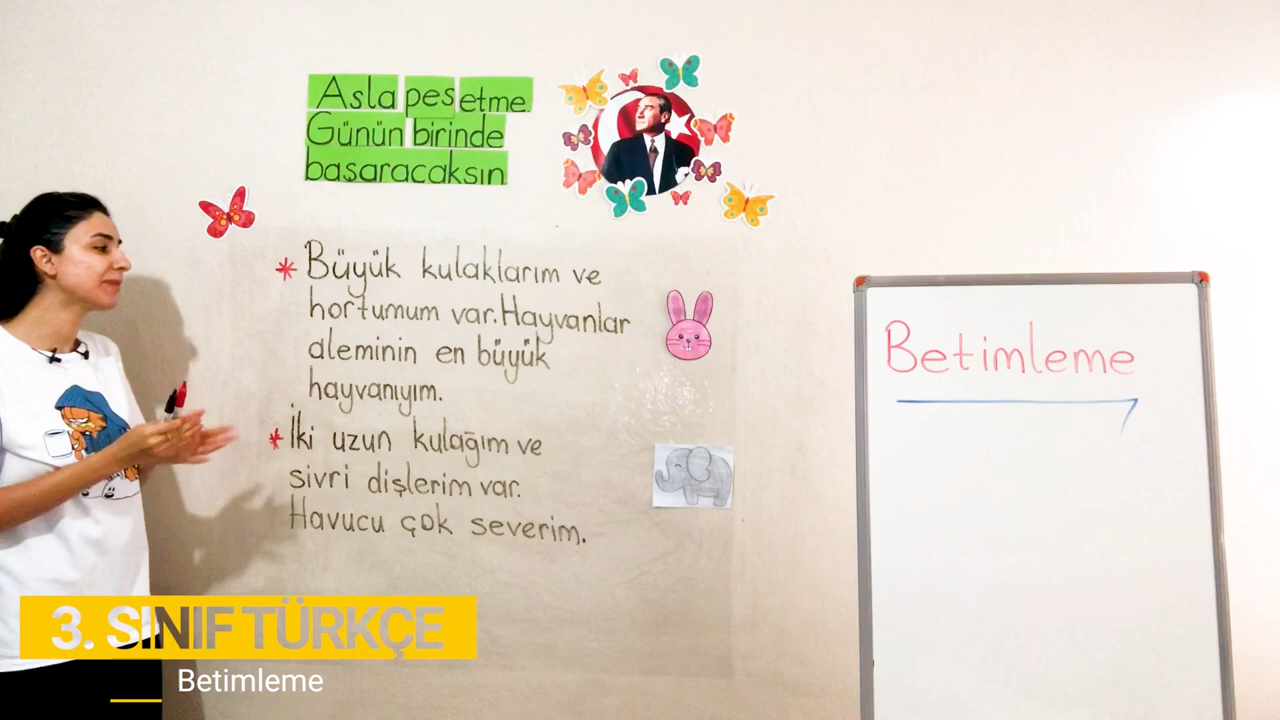 Asla pes etme.
Günün birinde
başaracaksın
* Büyük kulaklarım ve
hortumum var. Hayvanlar
aleminin en büyük
hayvanıyım.
* İki uzun kulağım ve
sivri dişlerim var.
Havucu çok severim.
Betimleme
3. SINIF TÜRKÇE
Betimleme